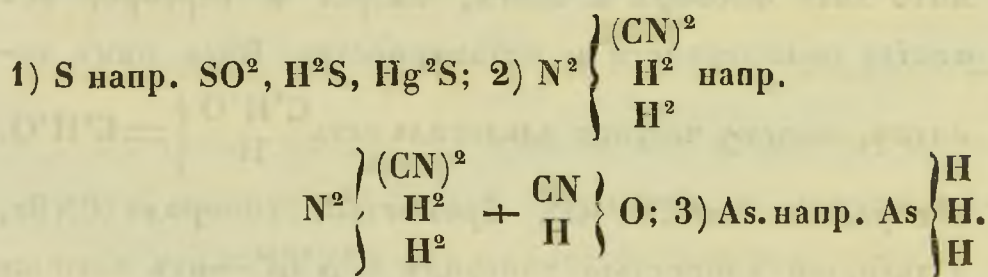 1) S напр. SO², H²S, Hg²S; 2) N² { (CN)² H² H² напр.
N² { (CN)² H² H² + CN H } O; 3) As. напр. As { H H. H